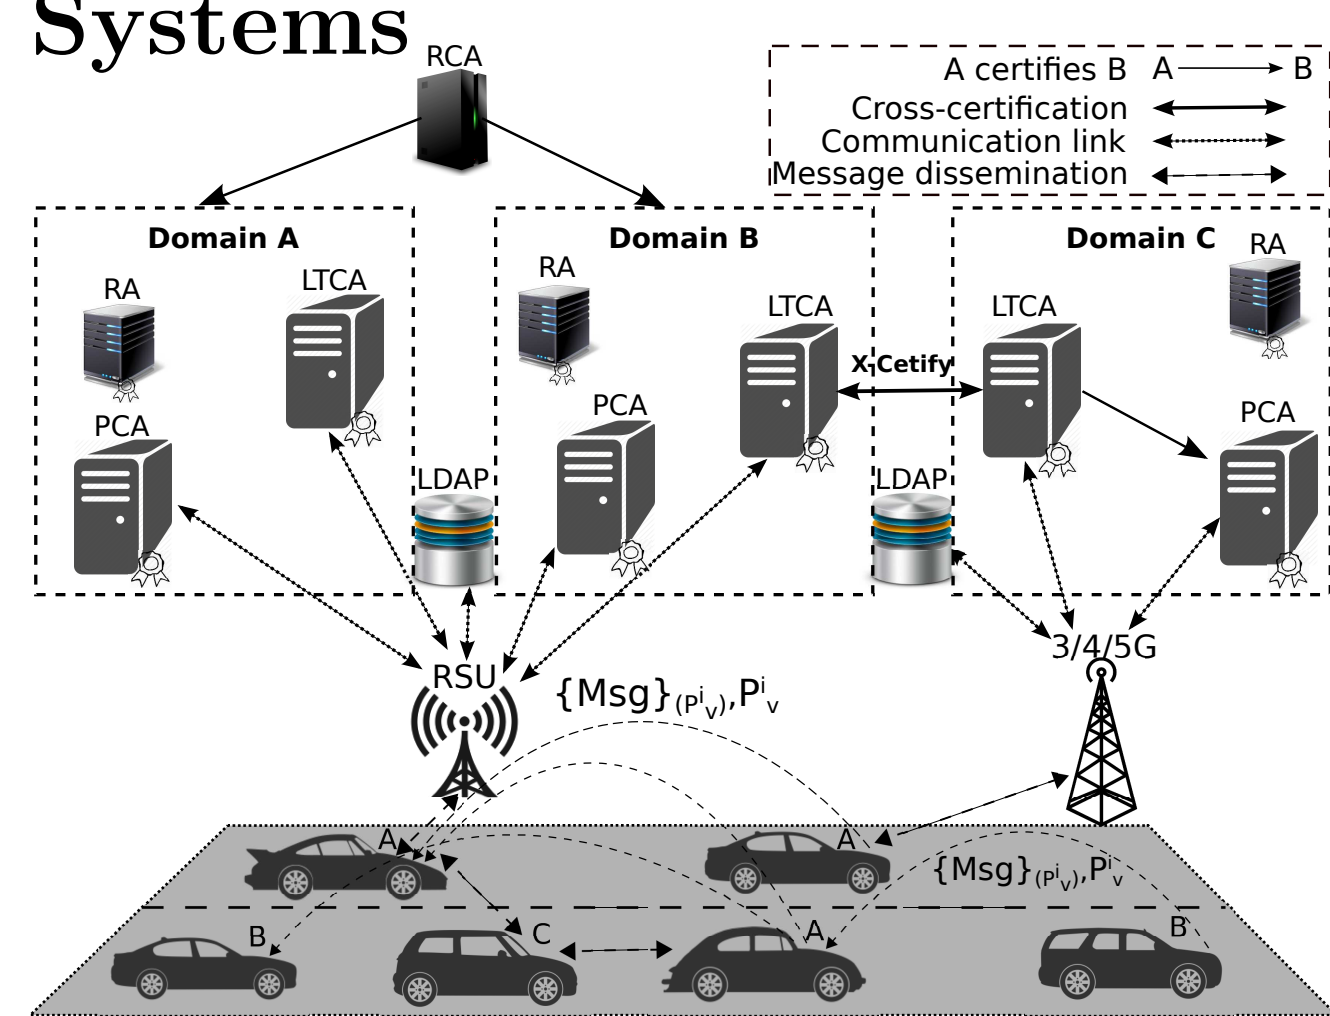 Systems
RCA
A certifies B A B
Cross-certification
Communication link
Message dissemination
Domain A
Domain B
Domain C
RA
LTCA
PCA
RA
LTCA
PCA
X-Cetify
LTCA
RA
PCA
LDAP
LDAP
RSU
3/4/5G
{Msg}(Piv),Piv
A
A
{Msg}(Piv),Piv
B
C
A
B